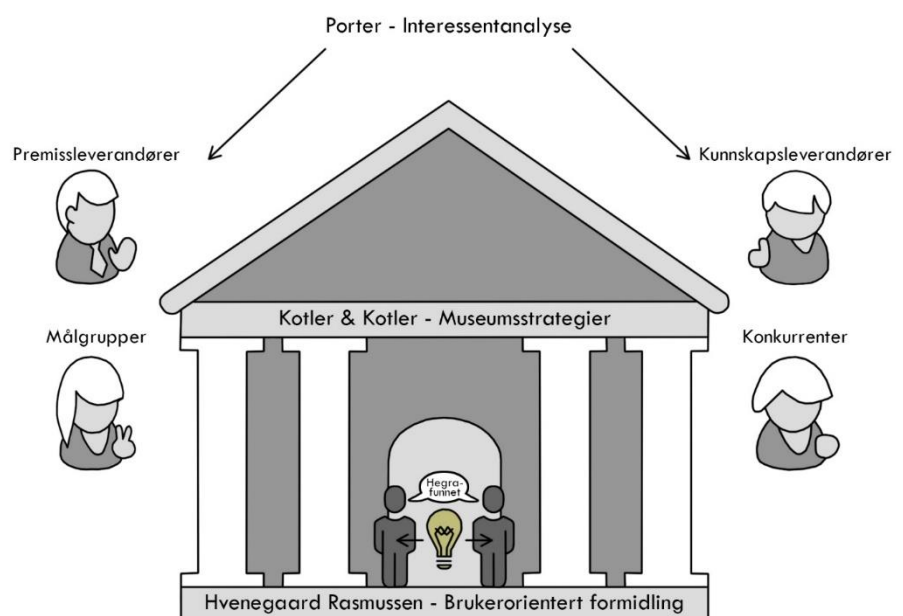 Porter - Interessentanalyse
Premissleverandører
Kunnskapsleverandører
Kotler & Kotler - Museumsstrategier
Målgrupper
Konkurrenter
Hegra-
funnet
Hvenegaard Rasmussen - Brukerorientert formidling